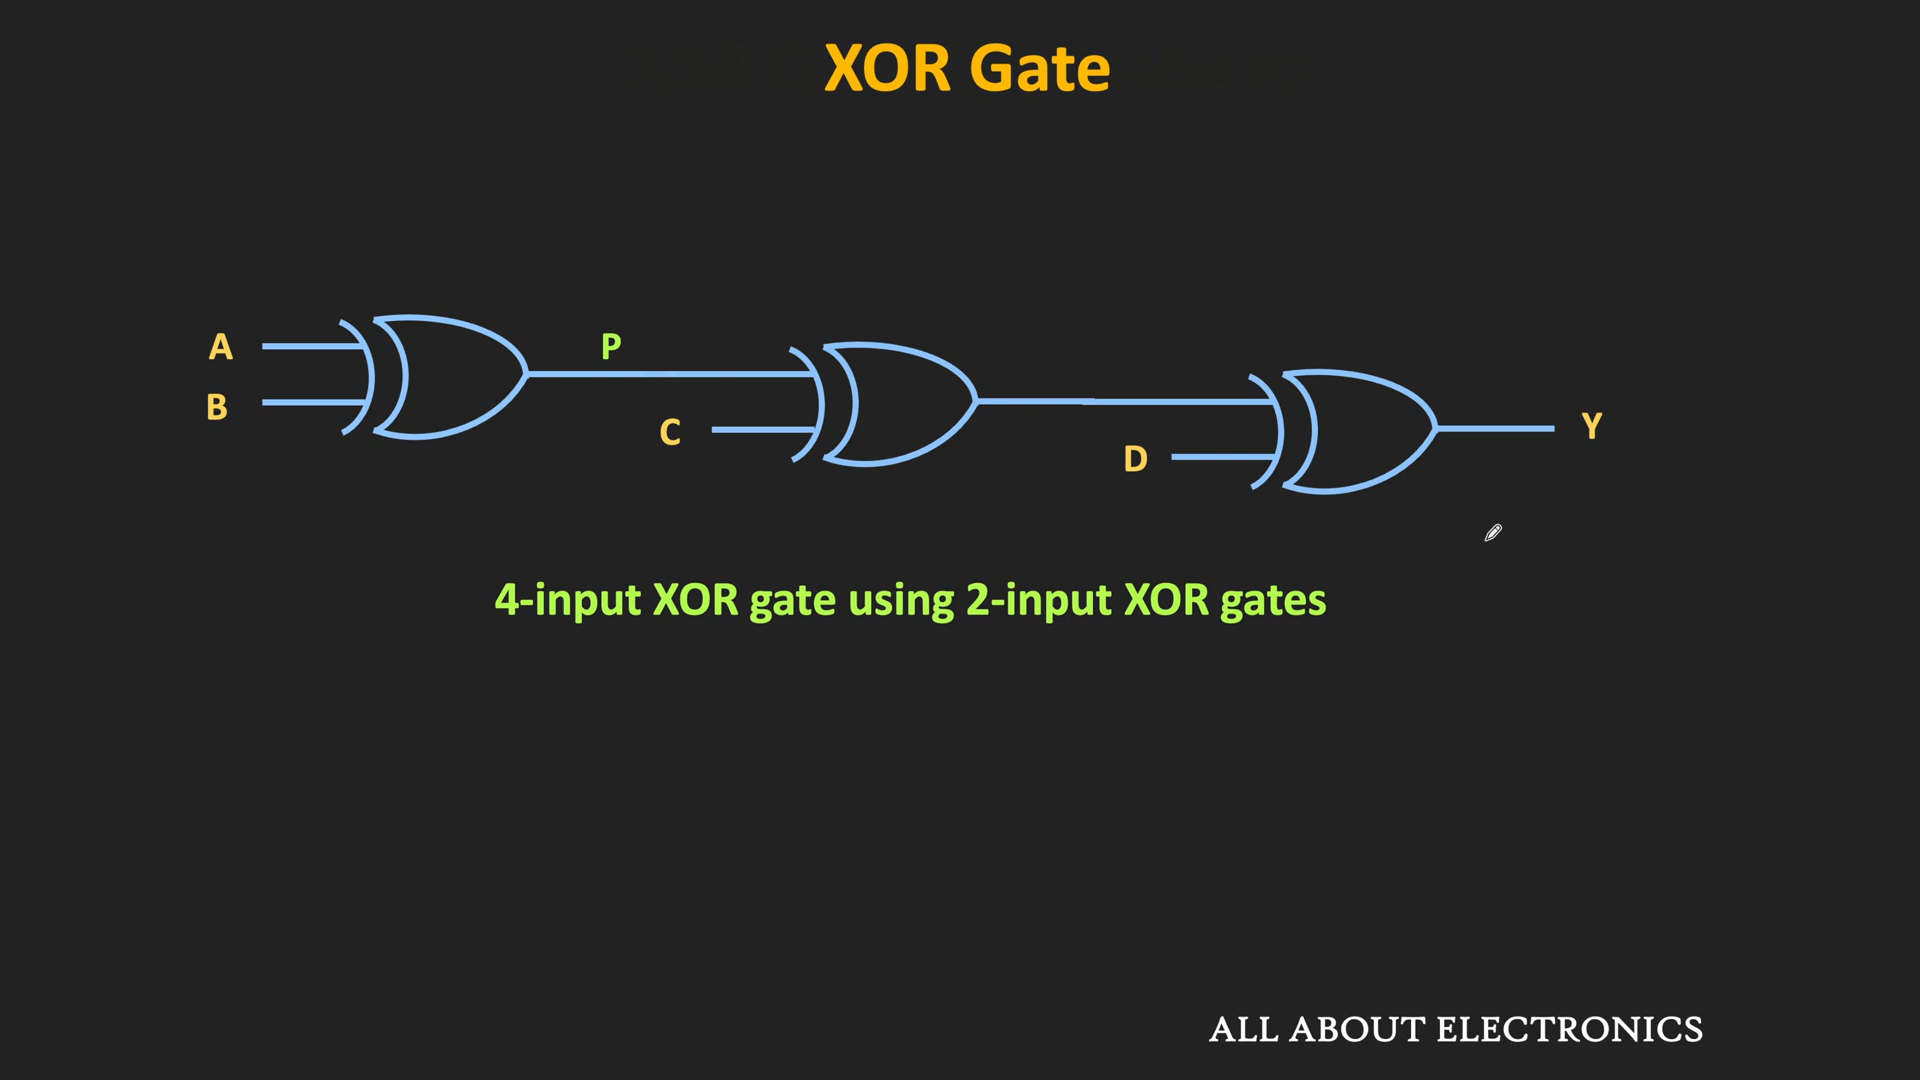 XOR Gate
A
P
B
C
D
Y
4-input XOR gate using 2-input XOR gates
ALL ABOUT ELECTRONICS